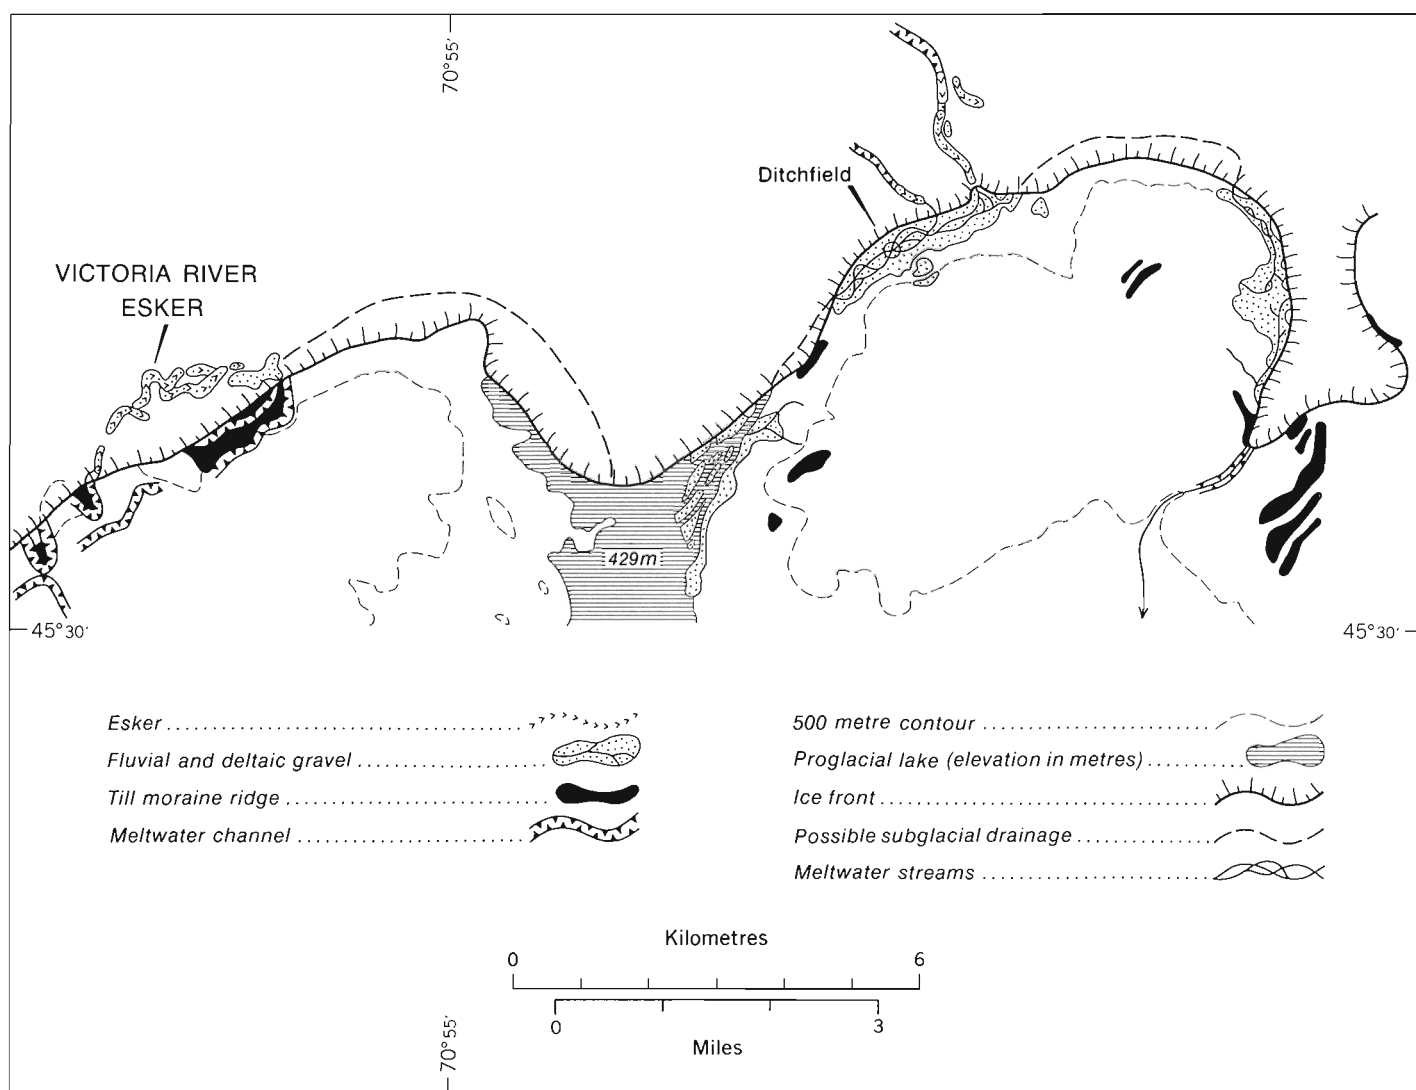 70°55'
Ditchfield
VICTORIA RIVER
ESKER
429m
45°30'
45°30'
Esker
Fluvial and deltaic gravel
Till moraine ridge
Meltwater channel
500 metre contour
Proglacial lake (elevation in metres)
Ice front
Possible subglacial drainage
Meltwater streams
Kilometres
0 6
0 3
Miles
70°55'